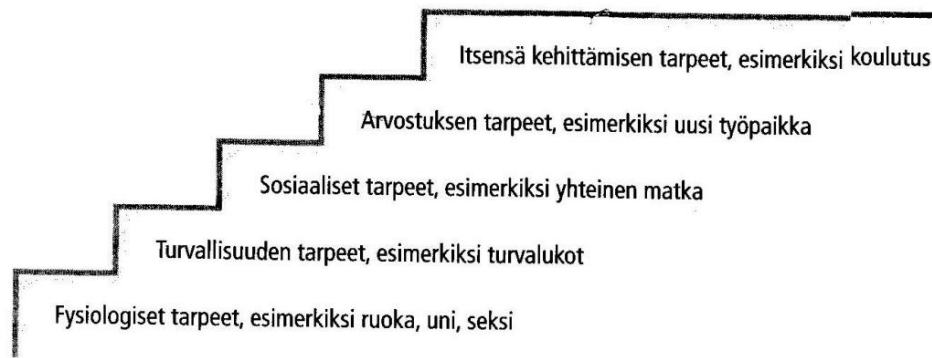 Itsensä kehittämisen tarpeet, esimerkiksi koulutus
Arvostuksen tarpeet, esimerkiksi uusi työpaikka
Sosiaaliset tarpeet, esimerkiksi yhteinen matka
Turvallisuuden tarpeet, esimerkiksi turvalukot
Fysiologiset tarpeet, esimerkiksi ruoka, uni, seksi